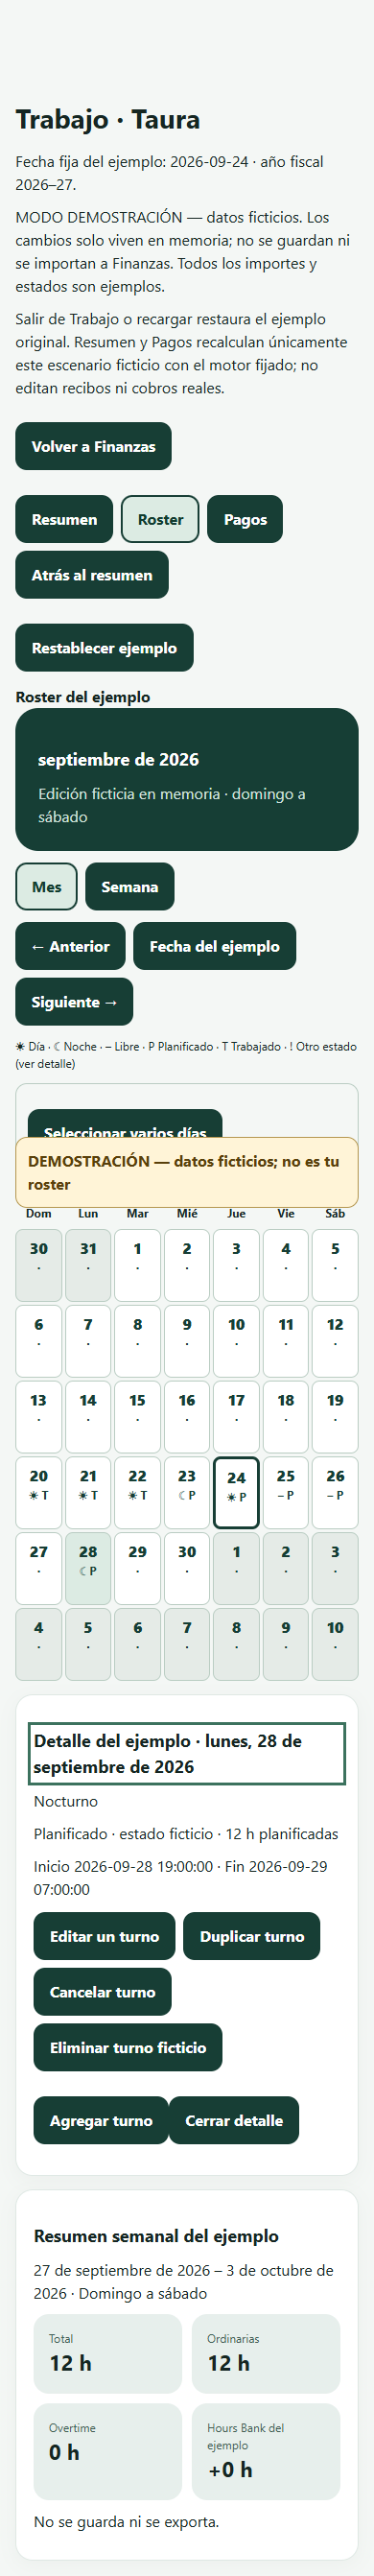 Trabajo · Taura
Fecha fija del ejemplo: 2026-09-24 · año fiscal
2026–27.
MODO DEMOSTRACIÓN — datos ficticios. Los
cambios solo viven en memoria; no se guardan ni
se importan a Finanzas. Todos los importes y
estados son ejemplos.
Salir de Trabajo o recargar restaura el ejemplo
original. Resumen y Pagos recalculan únicamente
este escenario ficticio con el motor fijado; no
editan recibos ni cobros reales.
Volver a Finanzas
Resumen Roster Pagos
Atrás al resumen
Restablecer ejemplo
Roster del ejemplo
septiembre de 2026
Edición ficticia en memoria · domingo a
sábado
Mes Semana
← Anterior Fecha del ejemplo
Siguiente →
☀ Día · ☾ Noche · – Libre · P Planificado · T Trabajado · ! Otro estado
(ver detalle)
Seleccionar varios días
DEMOSTRACIÓN — datos ficticios; no es tu
roster
Dom Lun Mar Mié Jue Vie Sáb
30 31 1 2 3 4 5
· · · · · · ·
6 7 8 9 10 11 12
· · · · · · ·
13 14 15 16 17 18 19
· · · · · · ·
20 21 22 23 24 25 26
☀ T ☀ T ☀ T ☾ P ☀ P – P – P
27 28 29 30 1 2 3
· ☾ P · · · · ·
4 5 6 7 8 9 10
· · · · · · ·
Detalle del ejemplo · lunes, 28 de
septiembre de 2026
Nocturno
Planificado · estado ficticio · 12 h planificadas
Inicio 2026-09-28 19:00:00 · Fin 2026-09-29
07:00:00
Editar un turno Duplicar turno
Cancelar turno
Eliminar turno ficticio
Agregar turno Cerrar detalle
Resumen semanal del ejemplo
27 de septiembre de 2026 – 3 de octubre de
2026 · Domingo a sábado
Total Ordinarias
12 h 12 h
Overtime Hours Bank del
ejemplo
0 h +0 h
No se guarda ni se exporta.